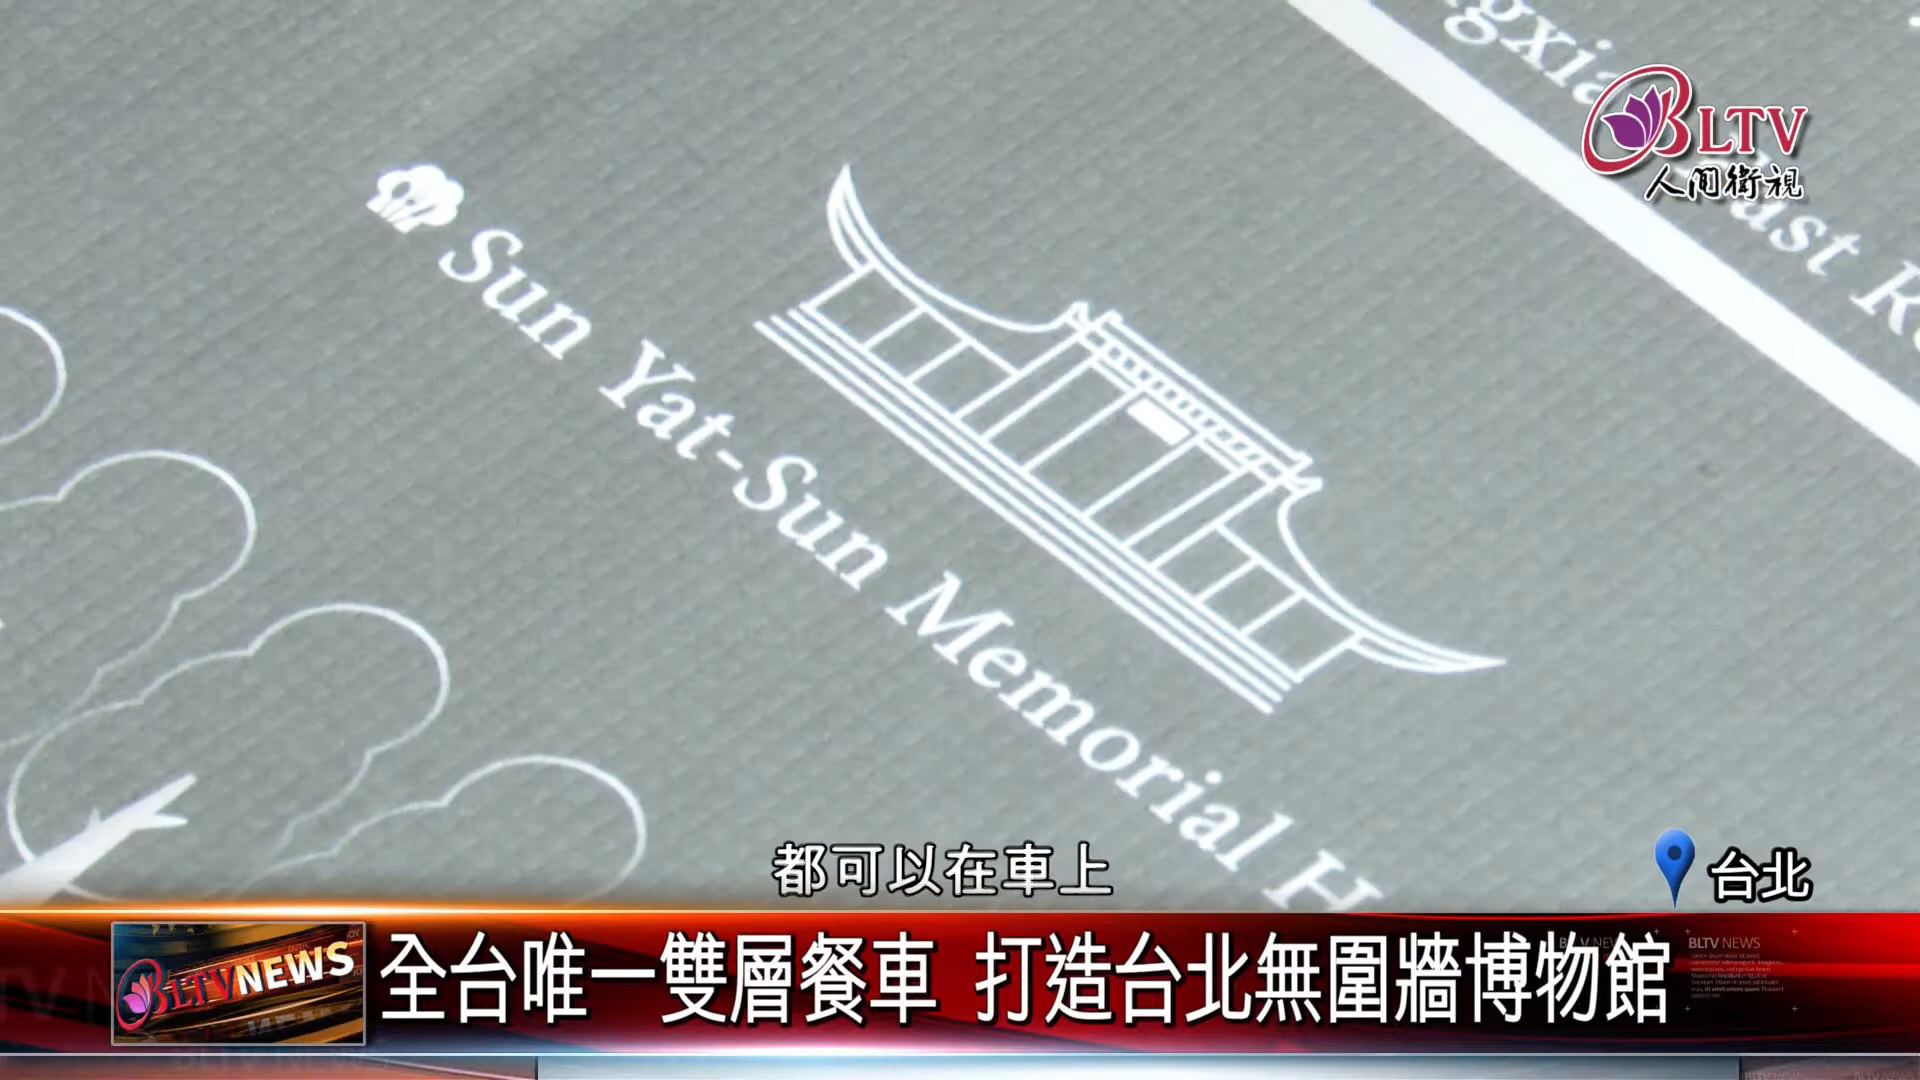 gxia
BLTV
人間衛視
East R
Sun Yat-Sun Memorial H
都可以在車上
台北
BLTV NEWS
全台唯一雙層餐車 打造台北無圍牆博物館
BLTV NEWS